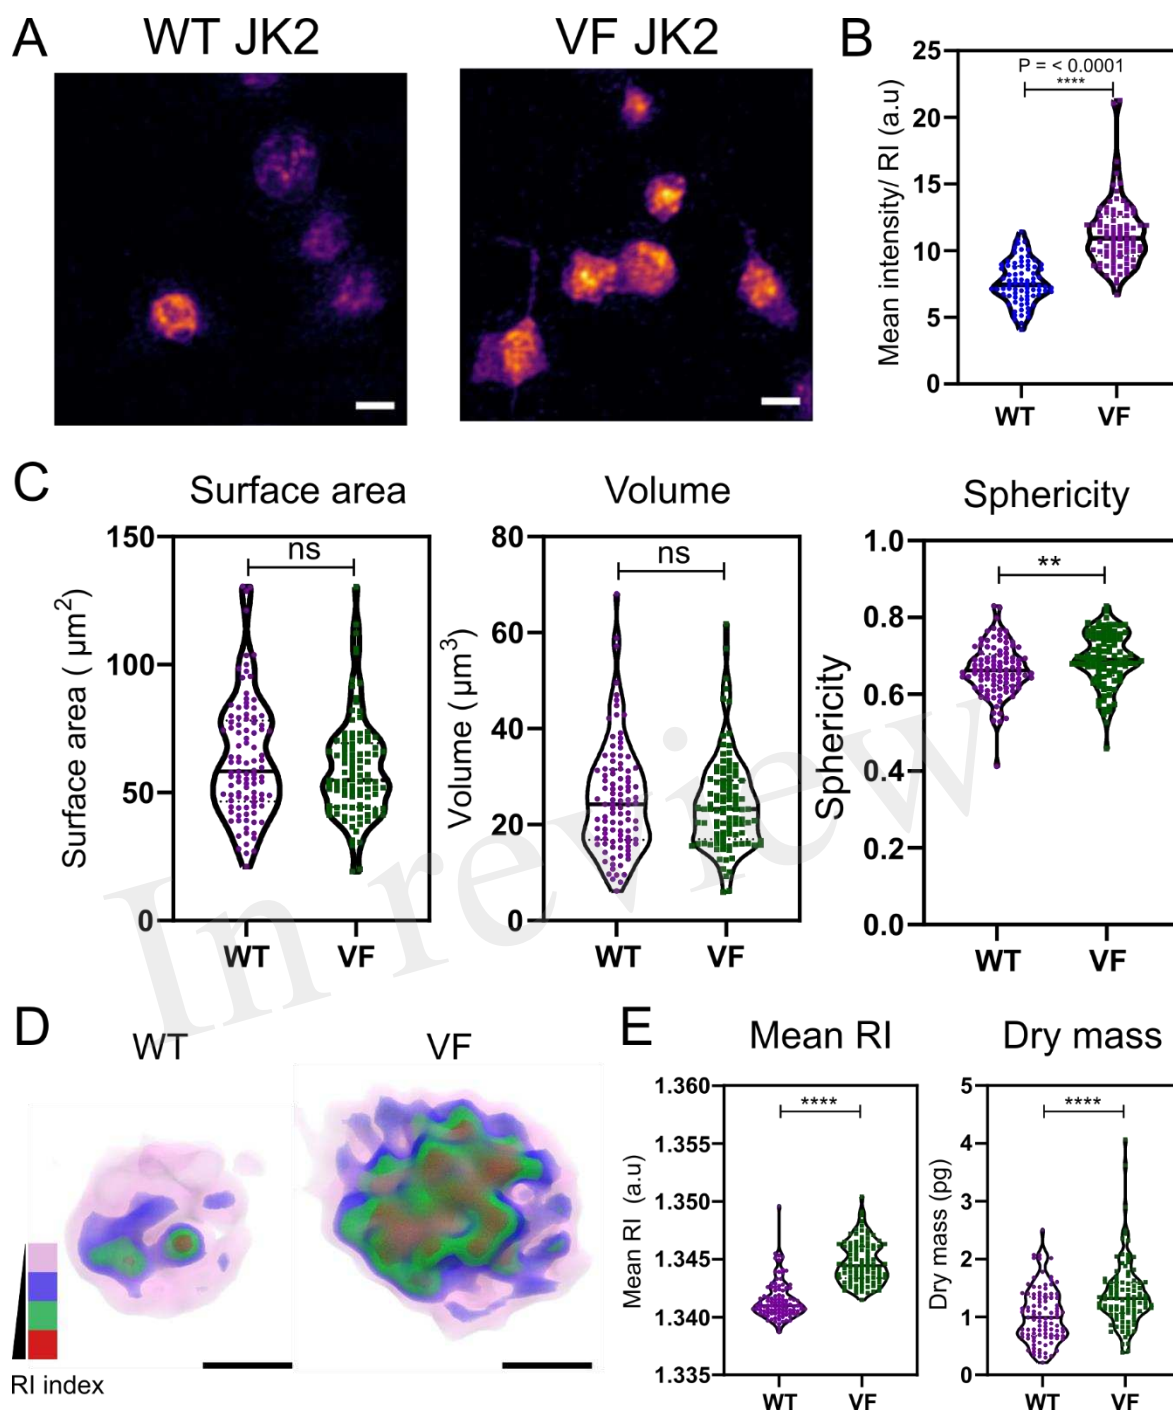 A
WT JK2
VF JK2
B
25
20
15
10
5
0
Mean intensity/ RI (a.u)
P = < 0.0001
****
WT
VF
C
Surface area
150
100
50
0
Surface area ( µm²)
ns
WT
VF
Volume
80
60
40
20
0
Volume ( µm³)
ns
WT
VF
Sphericity
1.0
0.8
0.6
0.4
0.2
0.0
Sphericity
**
WT
VF
In review
D
WT
VF
RI index
E
Mean RI
1.360
1.355
1.350
1.345
1.340
1.335
Mean RI (a.u)
****
WT
VF
Dry mass
5
4
3
2
1
0
Dry mass (pg)
****
WT
VF